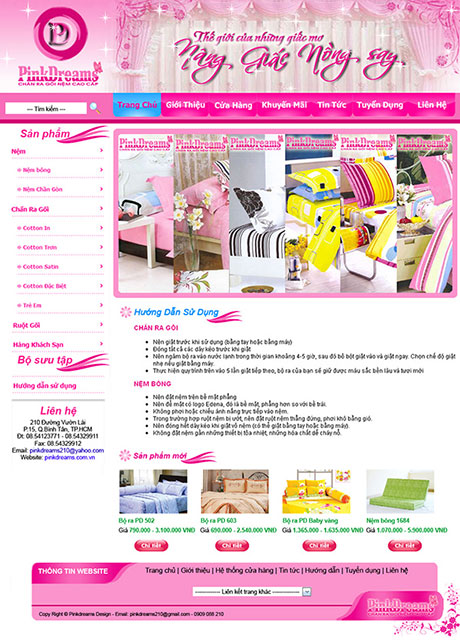 PinkDreams
CHĂN RA GỐI NỆM CAO CẤP
Thế giới của những giấc mơ
Nâng Giấc Nồng say
--- Tìm kiếm ---
Trang Chủ Giới Thiệu Cửa Hàng Khuyến Mãi Tin Tức Tuyển Dụng Liên Hệ
Sản phẩm
Nệm
Nệm bông
Nệm Chân Gòn
Chăn Ra Gối
Cotton In
Cotton Trơn
Cotton Satin
Cotton Đặc Biệt
Trẻ Em
Ruột Gối
Hàng Khách Sạn
Bộ sưu tập
Hướng dẫn sử dụng
Liên hệ
210 Đường Vườn Lài
P.15, Q Bình Tân, TP.HCM
Đt: 08.54123771 - 08.54329911
Fax: 08.54329912
Email: pinkdreams210@yahoo.com
Website: pinkdreams.com.vn
PinkDreams PinkDreams PinkDreams PinkDreams PinkDreams PinkDreams
Hướng Dẫn Sử Dụng
CHĂN RA GỐI
Nên giặt trước khi sử dụng (bằng tay hoặc bằng máy)
Đóng tất cả các dây kéo trước khi giặt
Nên ngâm bộ ra vào nước lạnh trong thời gian khoảng 4-5 giờ, sau đó bỏ bột giặt vào và giặt ngay. Chọn chế độ giặt
nhẹ nếu giặt bằng máy.
Thực hiện quy trình trên vài 5 lần giặt tiếp theo, bộ ra của bạn sẽ giữ được màu sắc bền lâu và tươi mới
NỆM BÔNG
Nên đặt nệm trên bề mặt phẳng
Nên để mặt có logo Edena, đó là bề mặt, phẳng hơn so với bề trái.
Không phơi hoặc chiếu ánh nắng trực tiếp vào nệm.
Trong trường hợp ruột nệm bị ướt, nên đặt ruột nệm thẳng đứng, phơi khô bằng gió.
Nên đóng hết dây kéo khi giặt vỏ nệm (có thể giặt bằng tay hoặc bằng máy).
Không đặt nệm gần những thiết bị tỏa nhiệt, những hóa chất dễ cháy nổ.
Sản phẩm mới
Bộ ra PD 502 Bộ ra PD 603 Bộ ra PD Baby vàng Nệm bông 1684
Giá 790.000 - 3.100.000 VNĐ Giá 690.000 - 2.540.000 VNĐ Giá 1.365.000 - 1.635.000 VNĐ Giá 1.070.000 - 5.900.000 VNĐ
Chi tiết Chi tiết Chi tiết Chi tiết
THÔNG TIN WEBSITE
Trang chủ | Giới thiệu | Hệ thống cửa hàng | Tin tức | Hướng dẫn | Tuyển dụng | Liên hệ
--------- Liên kết trang khác ---------
Copy Right © Pinkdreams Design - Email: pinkdreams210@gmail.com - 0909 066 210
PinkDreams